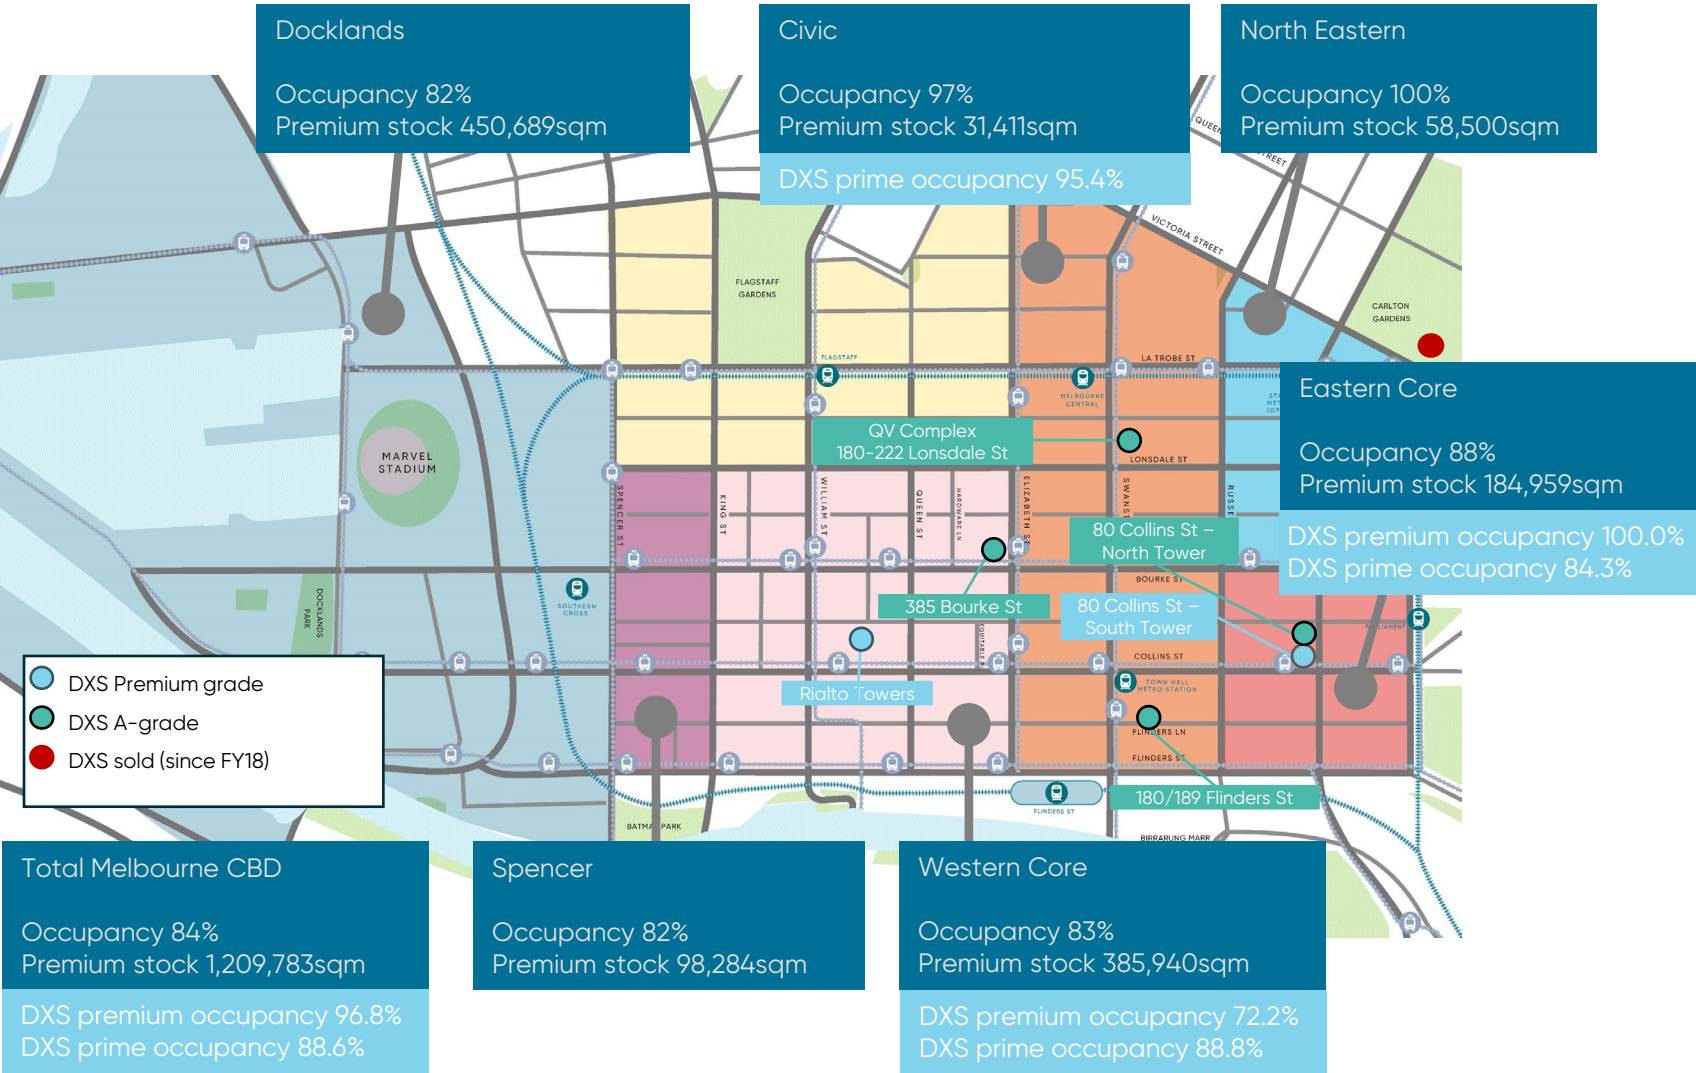 Docklands
Occupancy 82%
Premium stock 450,689sqm
Civic
Occupancy 97%
Premium stock 31,411sqm
DXS prime occupancy 95.4%
North Eastern
Occupancy 100%
Premium stock 58,500sqm
VICTORIA STREET
FLAGSTAFF
GARDENS
CARLTON
GARDENS
FLAGSTAFF
LA TROBE ST
MELBOURNE
CENTRAL
Eastern Core
Occupancy 88%
Premium stock 184,959sqm
DXS premium occupancy 100.0%
DXS prime occupancy 84.3%
QV Complex
180-222 Lonsdale St
LONSDALE ST
MARVEL
STADIUM
SPENCER ST
KING ST
WILLIAM ST
QUEEN ST
HARDWARE LN
ELIZABETH ST
80 Collins St –
North Tower
BOURKE ST
385 Bourke St
80 Collins St –
South Tower
COLLINS ST
SOUTHERN
CROSS
DOCKLANDS
PARK
TOWN HALL
METRO STATION
Rialto Towers
DXS Premium grade
DXS A-grade
DXS sold (since FY18)
FLINDERS LN
FLINDERS ST
180/189 Flinders St
FLINDERS ST
BATMAN PARK
BIRRARUNG MARR
Total Melbourne CBD
Occupancy 84%
Premium stock 1,209,783sqm
DXS premium occupancy 96.8%
DXS prime occupancy 88.6%
Spencer
Occupancy 82%
Premium stock 98,284sqm
Western Core
Occupancy 83%
Premium stock 385,940sqm
DXS premium occupancy 72.2%
DXS prime occupancy 88.8%